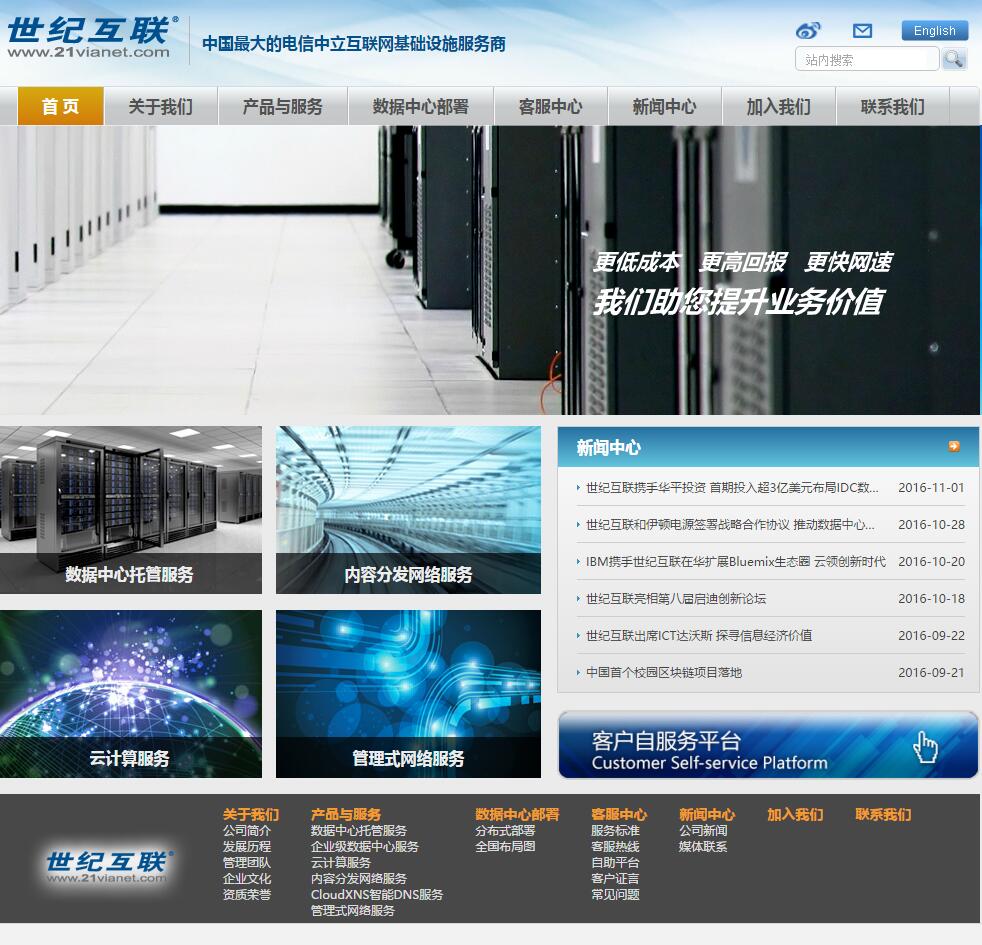 世纪互联®
www.21vianet.com
中国最大的电信中立互联网基础设施服务商
English
站内搜索
首 页 关于我们 产品与服务 数据中心部署 客服中心 新闻中心 加入我们 联系我们
更低成本 更高回报 更快网速
我们助您提升业务价值
数据中心托管服务
内容分发网络服务
云计算服务
管理式网络服务
新闻中心
世纪互联携手华平投资 首期投入超3亿美元布局IDC数... 2016-11-01
世纪互联和伊顿电源签署战略合作协议 推动数据中心... 2016-10-28
IBM携手世纪互联在华扩展Bluemix生态圈 云领创新时代 2016-10-20
世纪互联亮相第八届启迪创新论坛 2016-10-18
世纪互联出席ICT达沃斯 探寻信息经济价值 2016-09-22
中国首个校园区块链项目落地 2016-09-21
客户自服务平台
Customer Self-service Platform
世纪互联®
www.21vianet.com
关于我们
公司简介
发展历程
管理团队
企业文化
资质荣誉
产品与服务
数据中心托管服务
企业级数据中心服务
云计算服务
内容分发网络服务
CloudXNS智能DNS服务
管理式网络服务
数据中心部署
分布式部署
全国布局图
客服中心
服务标准
客服热线
自助平台
客户证言
常见问题
新闻中心
公司新闻
媒体联系
加入我们
联系我们